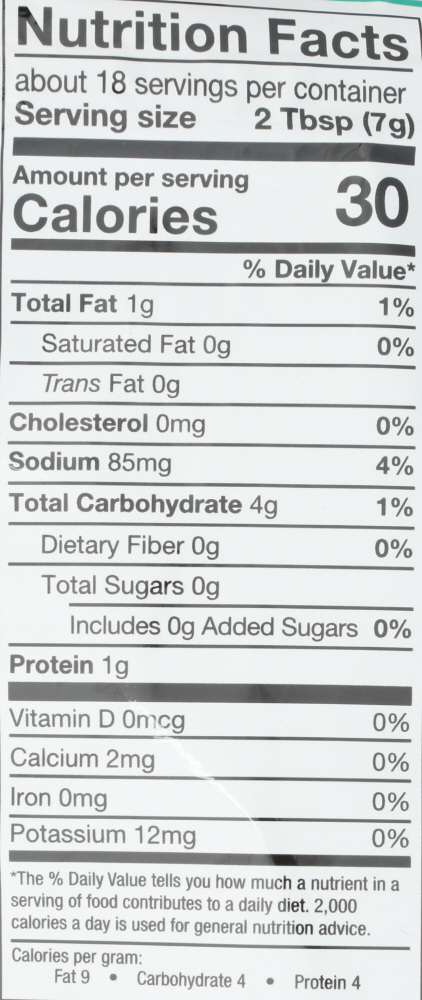 Nutrition Facts
about 18 servings per container
Serving size 2 Tbsp (7g)
Amount per serving
Calories 30
% Daily Value*
Total Fat 1g 1%
Saturated Fat 0g 0%
Trans Fat 0g
Cholesterol 0mg 0%
Sodium 85mg 4%
Total Carbohydrate 4g 1%
Dietary Fiber 0g 0%
Total Sugars 0g
Includes 0g Added Sugars 0%
Protein 1g
Vitamin D 0mcg 0%
Calcium 2mg 0%
Iron 0mg 0%
Potassium 12mg 0%
*The % Daily Value tells you how much a nutrient in a
serving of food contributes to a daily diet. 2,000
calories a day is used for general nutrition advice.
Calories per gram:
Fat 9 • Carbohydrate 4 • Protein 4